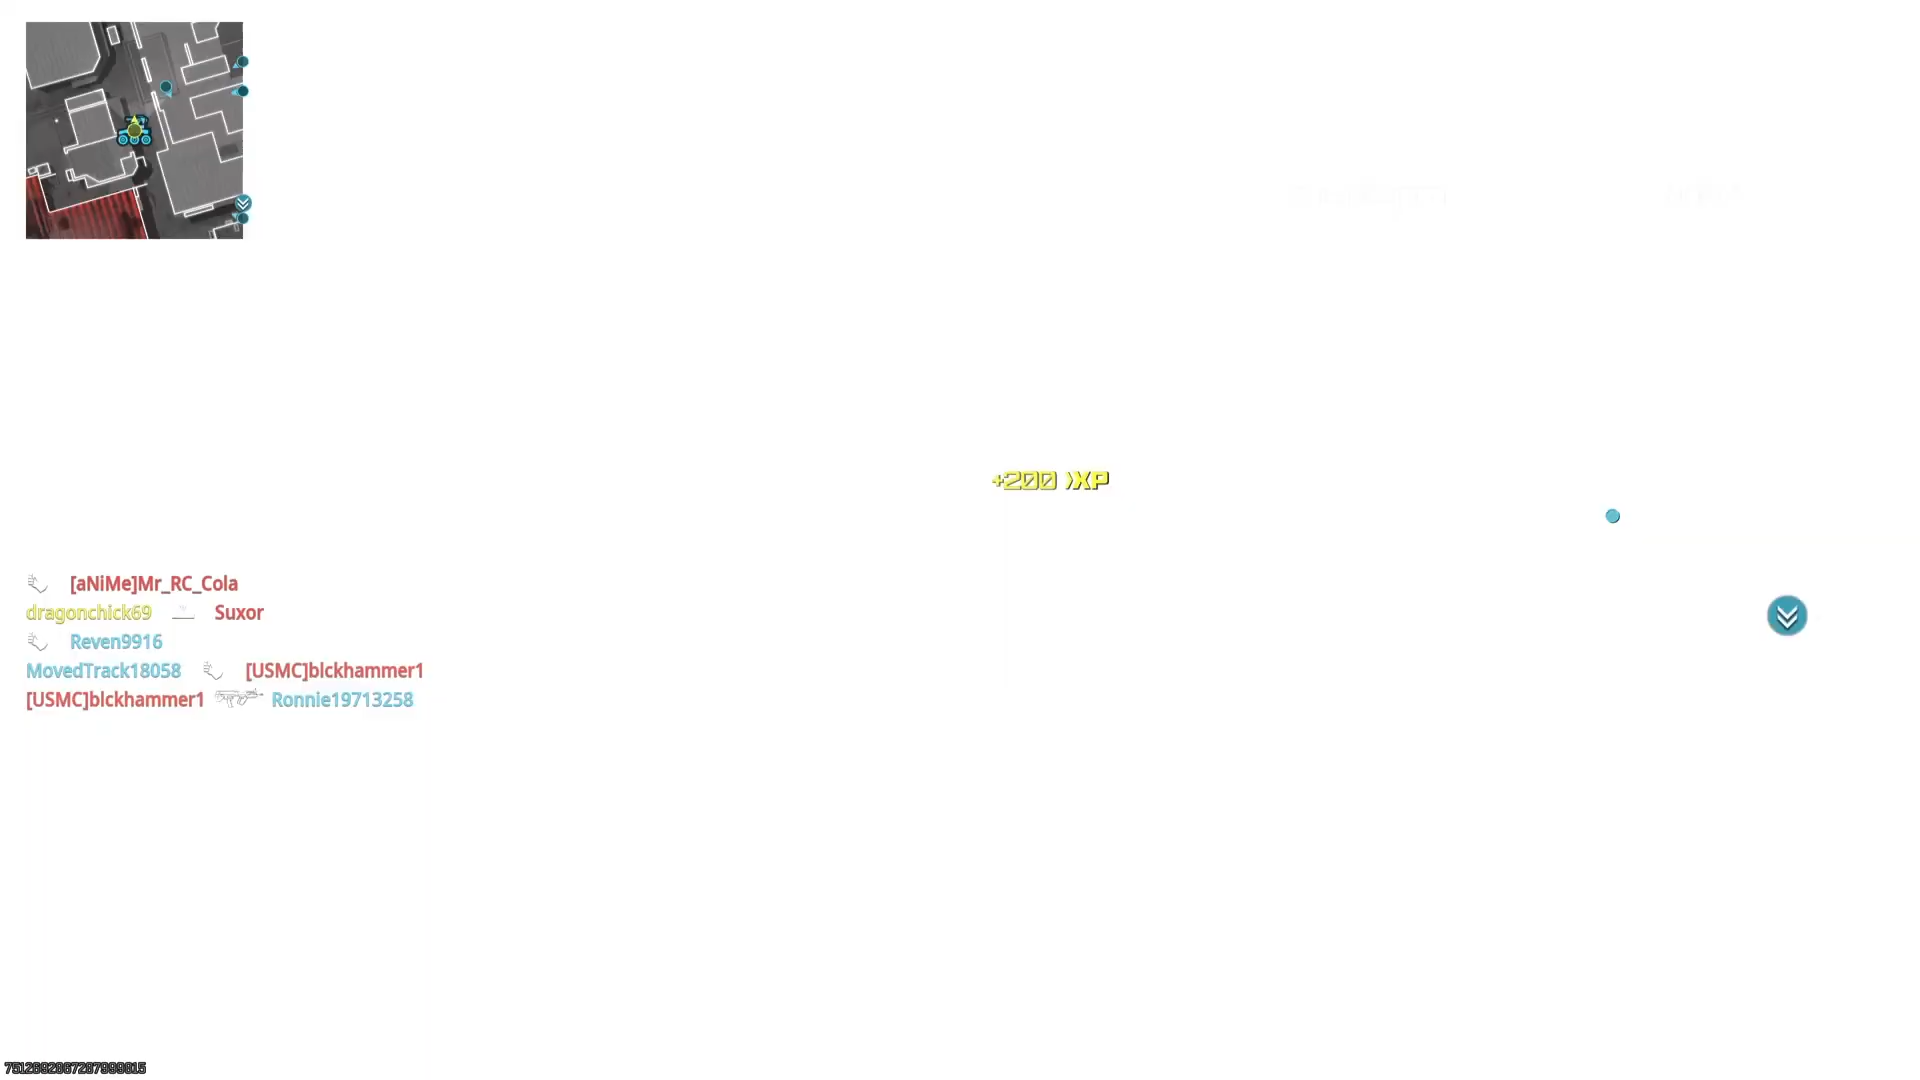 +200 XP
[aNiMe]Mr_RC_Cola
dragonchick69 Suxor
Reven9916
MovedTrack18058 [USMC]blckhammer1
[USMC]blckhammer1 Ronnie19713258